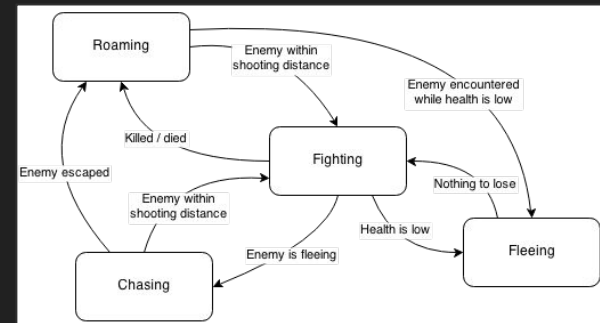 Roaming
Enemy within
shooting distance
Enemy encountered
while health is low
Killed / died
Fighting
Enemy escaped
Nothing to lose
Enemy within
shooting distance
Health is low
Enemy is fleeing
Fleeing
Chasing